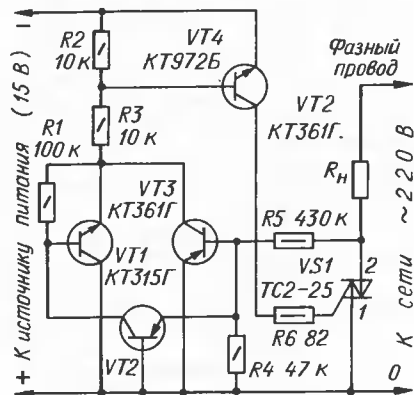 –
R2
10 к
VT4
КТ972Б
Фазный
провод
R3
10 к
VT2
КТ361Г.
R1
100 к
VT3
КТ361Г
Rн
R5 430 к
VT1
КТ315Г
VS1
ТС2-25
2
1
VT2
R6 82
R4 47 к
+ К источнику питания (15 В)
К сети ~220 В
0